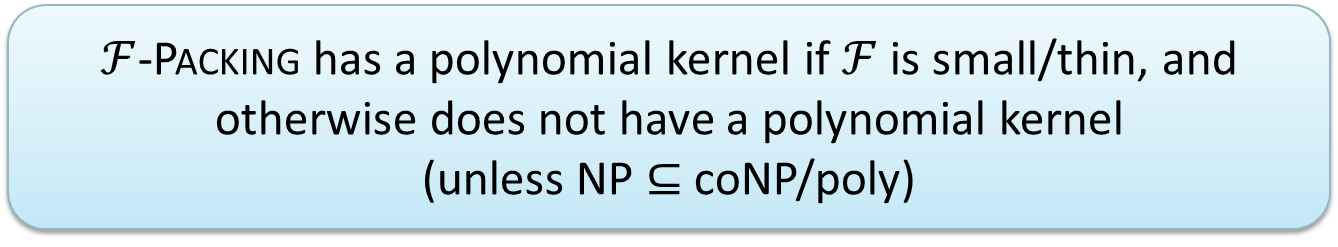 ℱ-PACKING has a polynomial kernel if ℱ is small/thin, and
otherwise does not have a polynomial kernel
(unless NP ⊆ coNP/poly)